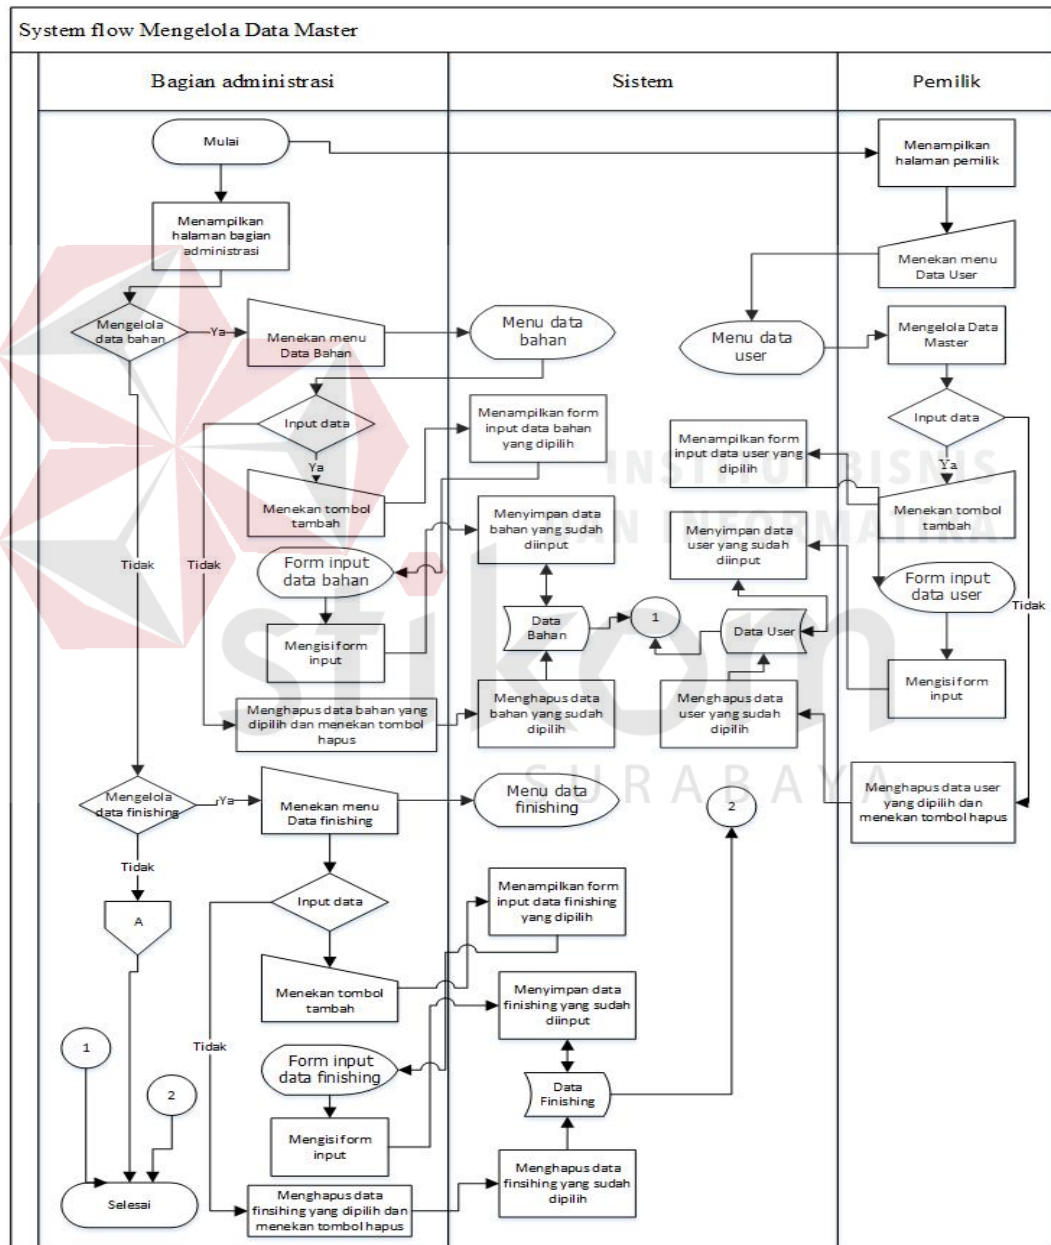 System flow Mengelola Data Master
Bagian administrasi
Sistem
Pemilik
Mulai
Menampilkan
halaman pemilik
Menampilkan
halaman bagian
administrasi
Menekan menu
Data User
Mengelola
data bahan
Ya
Menekan menu
Data Bahan
Menu data
bahan
Menu data
user
Mengelola Data
Master
Input data
Menampilkan form
input data bahan
yang dipilih
Input data
Menampilkan form
input data user yang
dipilih
Ya
Ya
Menekan tombol
tambah
Menekan tombol
tambah
Menyimpan data
bahan yang sudah
diinput
Menyimpan data
user yang sudah
diinput
INSTITUT BISNIS
DAN INFORMATIKA
Tidak
Tidak
Form input
data bahan
Form input
data user
Tidak
Data
Bahan
1
Data User
Mengisi form
input
Mengisi form
input
stikom
SURABAYA
Menghapus data bahan yang
dipilih dan menekan tombol
hapus
Menghapus data
bahan yang sudah
dipilih
Menghapus data
user yang sudah
dipilih
Menghapus data user
yang dipilih dan
menekan tombol hapus
Mengelola
data finishing
Ya
Menekan menu
Data finishing
Menu data
finishing
2
Tidak
A
Input data
Menampilkan form
input data finishing
yang dipilih
Menekan tombol
tambah
Menyimpan data
finishing yang sudah
diinput
Tidak
1
2
Form input
data finishing
Data
Finishing
Mengisi form
input
Selesai
Menghapus data
finsihing yang dipilih dan
menekan tombol hapus
Menghapus data
finsihing yang sudah
dipilih